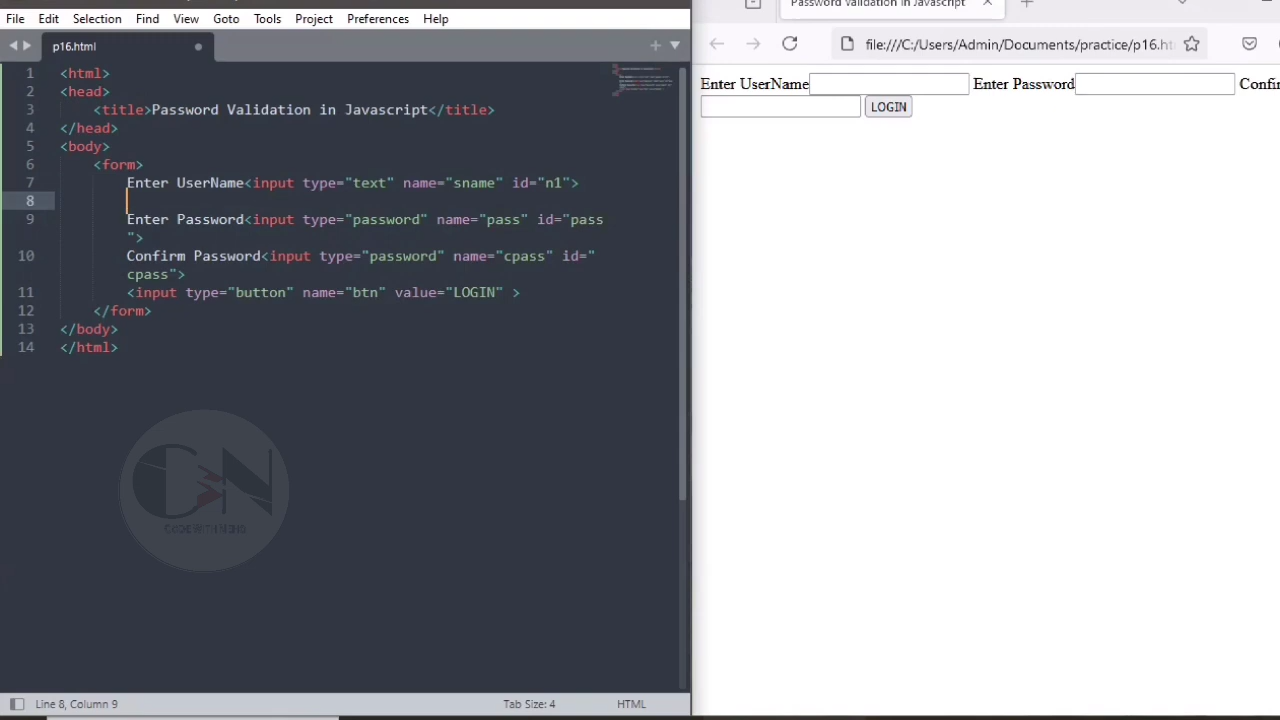 File Edit Selection Find View Goto Tools Project Preferences Help
p16.html
1 <html>
2 <head>
3 <title>Password Validation in Javascript</title>
4 </head>
5 <body>
6 <form>
7 Enter UserName<input type="text" name="sname" id="n1">
8
9 Enter Password<input type="password" name="pass" id="pass
">
10 Confirm Password<input type="password" name="cpass" id="
cpass">
11 <input type="button" name="btn" value="LOGIN" >
12 </form>
13 </body>
14 </html>
CODE WITH NEHA
Line 8, Column 9 Tab Size: 4 HTML
Password Validation in Javascript
file:///C:/Users/Admin/Documents/practice/p16.ht
Enter UserName Enter Password Confir
LOGIN